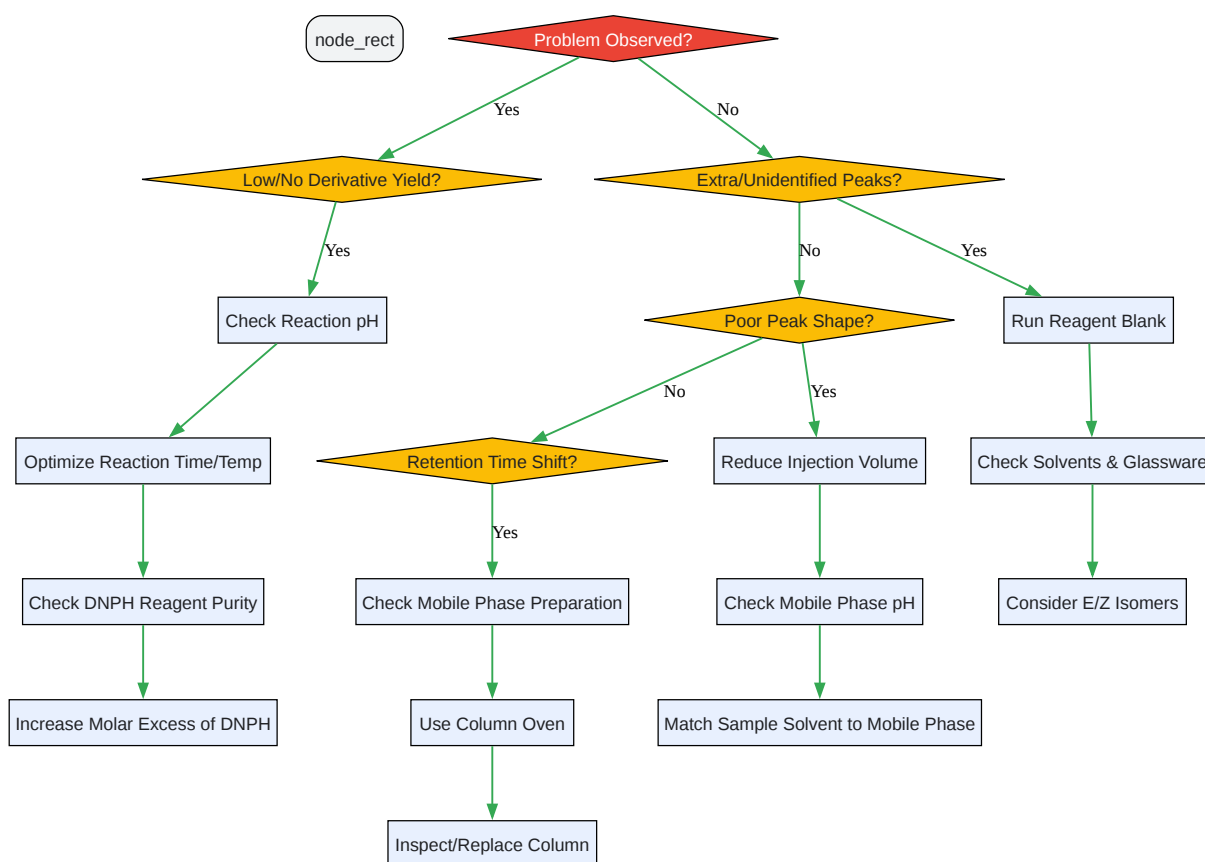 node_rect
Problem Observed?
Yes
No
Low/No Derivative Yield?
Extra/Unidentified Peaks?
Yes
No
Yes
Check Reaction pH
Poor Peak Shape?
Run Reagent Blank
No
Yes
Optimize Reaction Time/Temp
Retention Time Shift?
Reduce Injection Volume
Check Solvents & Glassware
Yes
Check DNPH Reagent Purity
Check Mobile Phase Preparation
Check Mobile Phase pH
Consider E/Z Isomers
Increase Molar Excess of DNPH
Use Column Oven
Match Sample Solvent to Mobile Phase
Inspect/Replace Column